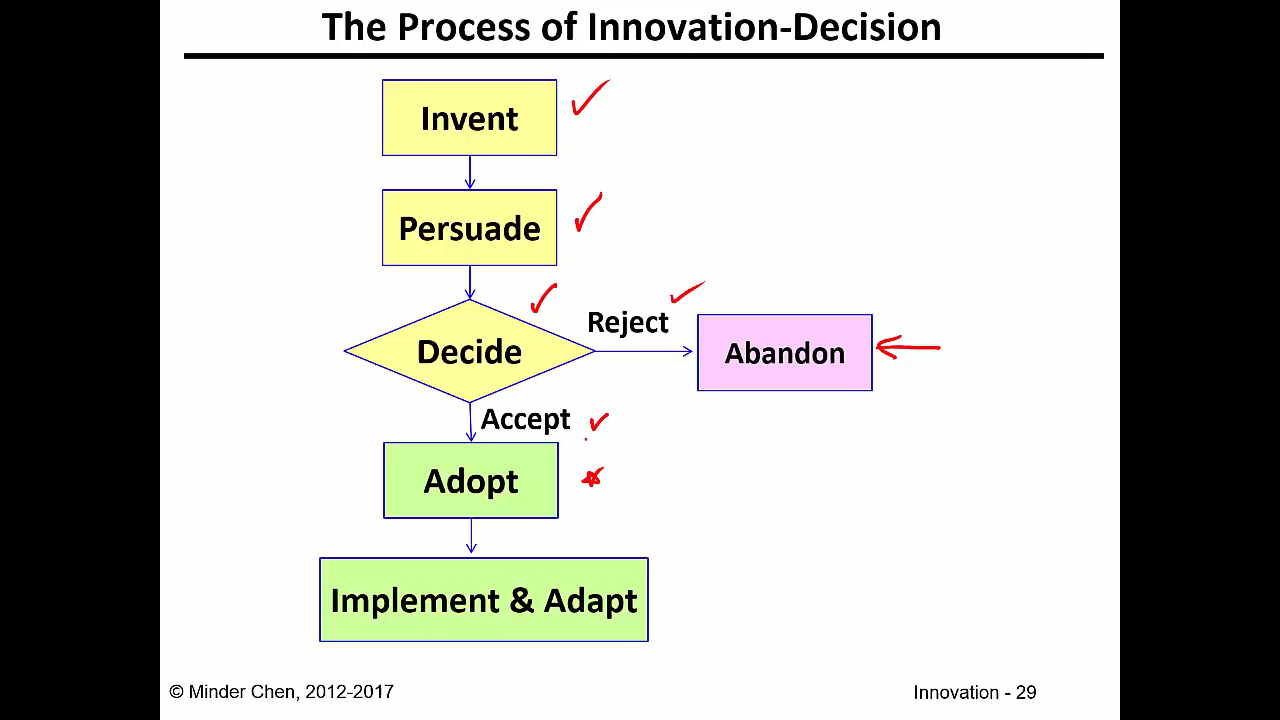 The Process of Innovation-Decision
Invent
Persuade
Decide
Reject
Abandon
Accept
Adopt
Implement & Adapt
© Minder Chen, 2012-2017
Innovation - 29